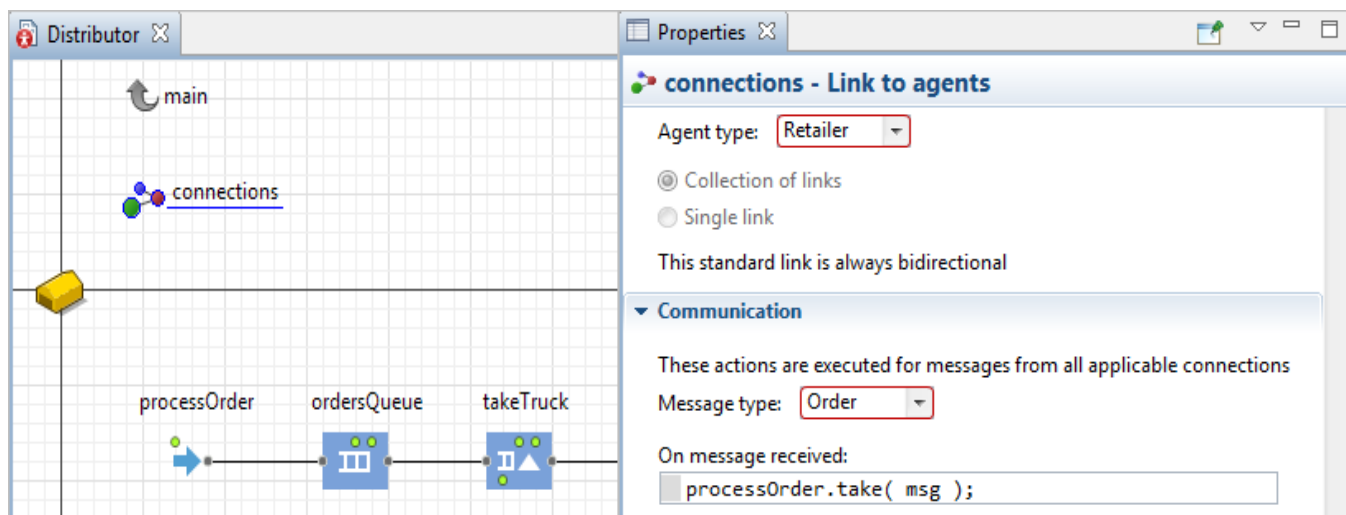 Distributor
main
connections
processOrder
ordersQueue
takeTruck
Properties
connections - Link to agents
Agent type: Retailer
Collection of links
Single link
This standard link is always bidirectional
Communication
These actions are executed for messages from all applicable connections
Message type: Order
On message received:
processOrder.take( msg );